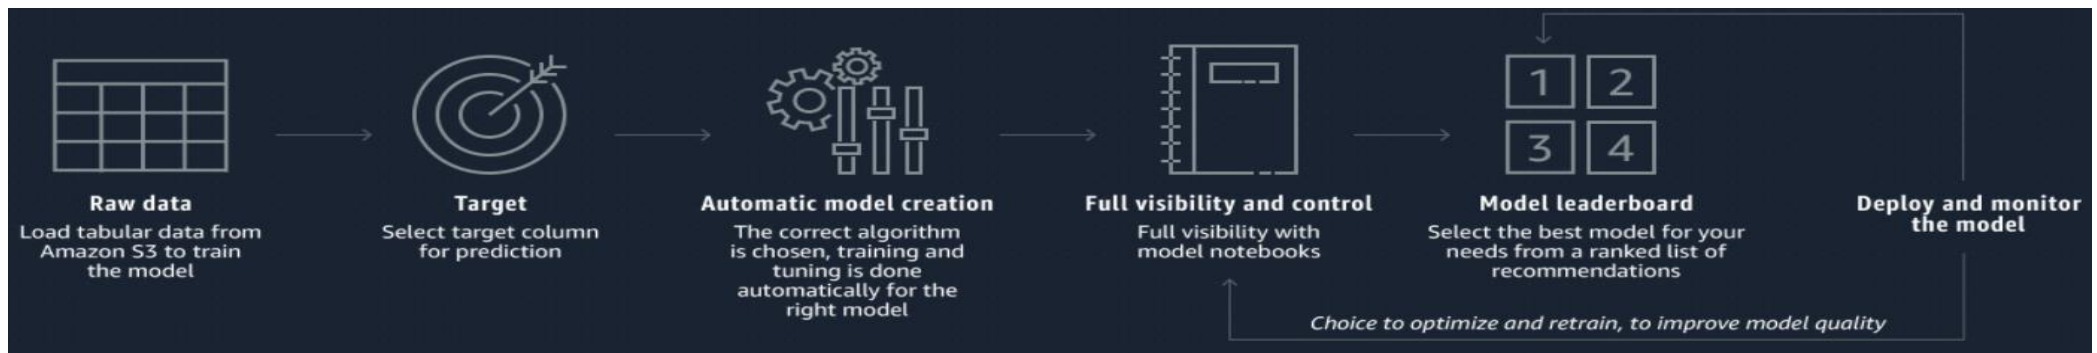 Raw data
Load tabular data from
Amazon S3 to train
the model
Target
Select target column
for prediction
Automatic model creation
The correct algorithm
is chosen, training and
tuning is done
automatically for the
right model
Full visibility and control
Full visibility with
model notebooks
1 2
3 4
Model leaderboard
Select the best model for your
needs from a ranked list of
recommendations
Deploy and monitor
the model
Choice to optimize and retrain, to improve model quality